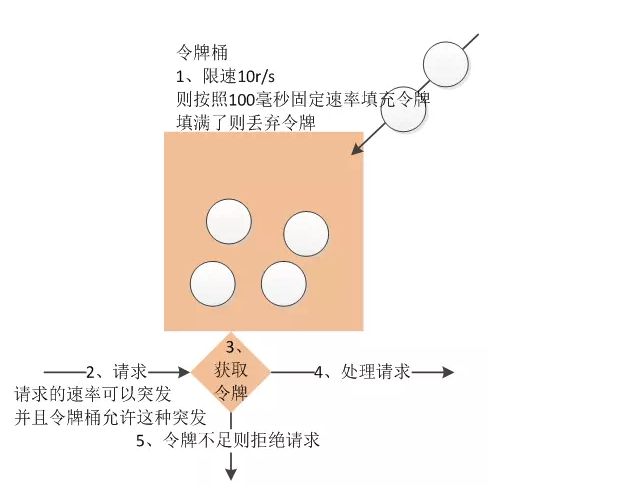 令牌桶
1、限速10r/s
则按照100毫秒固定速率填充令牌
填满了则丢弃令牌
3、
获取
令牌
2、请求
4、处理请求
请求的速率可以突发
并且令牌桶允许这种突发
5、令牌不足则拒绝请求